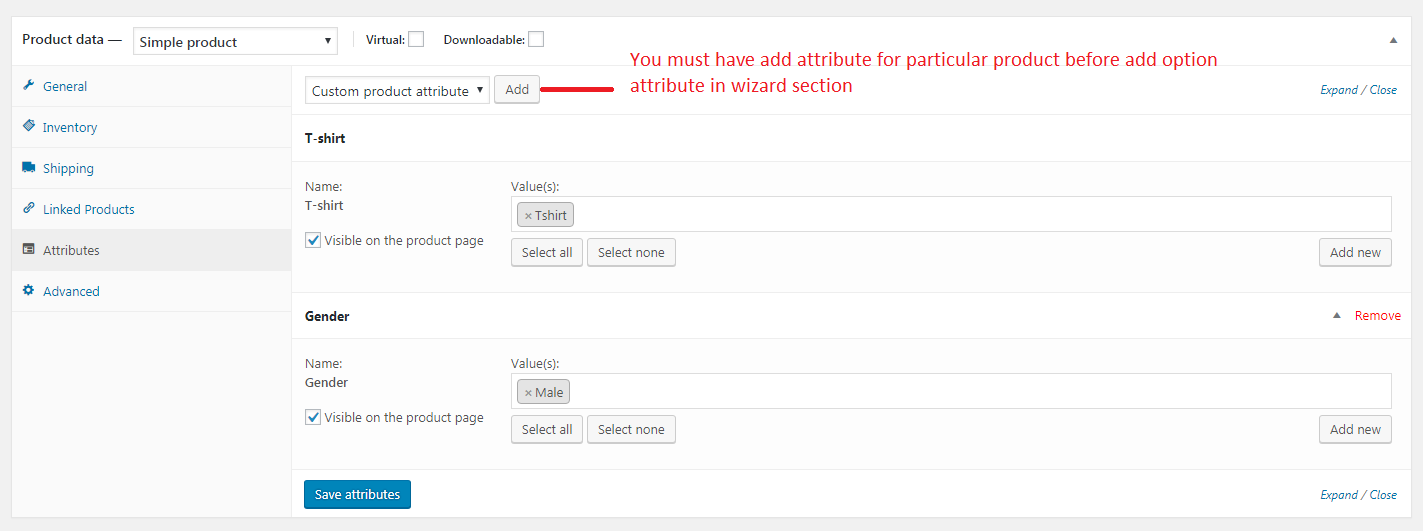 Product data — Simple product Virtual: Downloadable:
General
Inventory
Shipping
Linked Products
Attributes
Advanced
Custom product attribute Add
You must have add attribute for particular product before add option
attribute in wizard section
Expand / Close
T-shirt
Name:
T-shirt
Visible on the product page
Value(s):
× Tshirt
Select all Select none Add new
Gender Remove
Name:
Gender
Visible on the product page
Value(s):
× Male
Select all Select none Add new
Save attributes Expand / Close